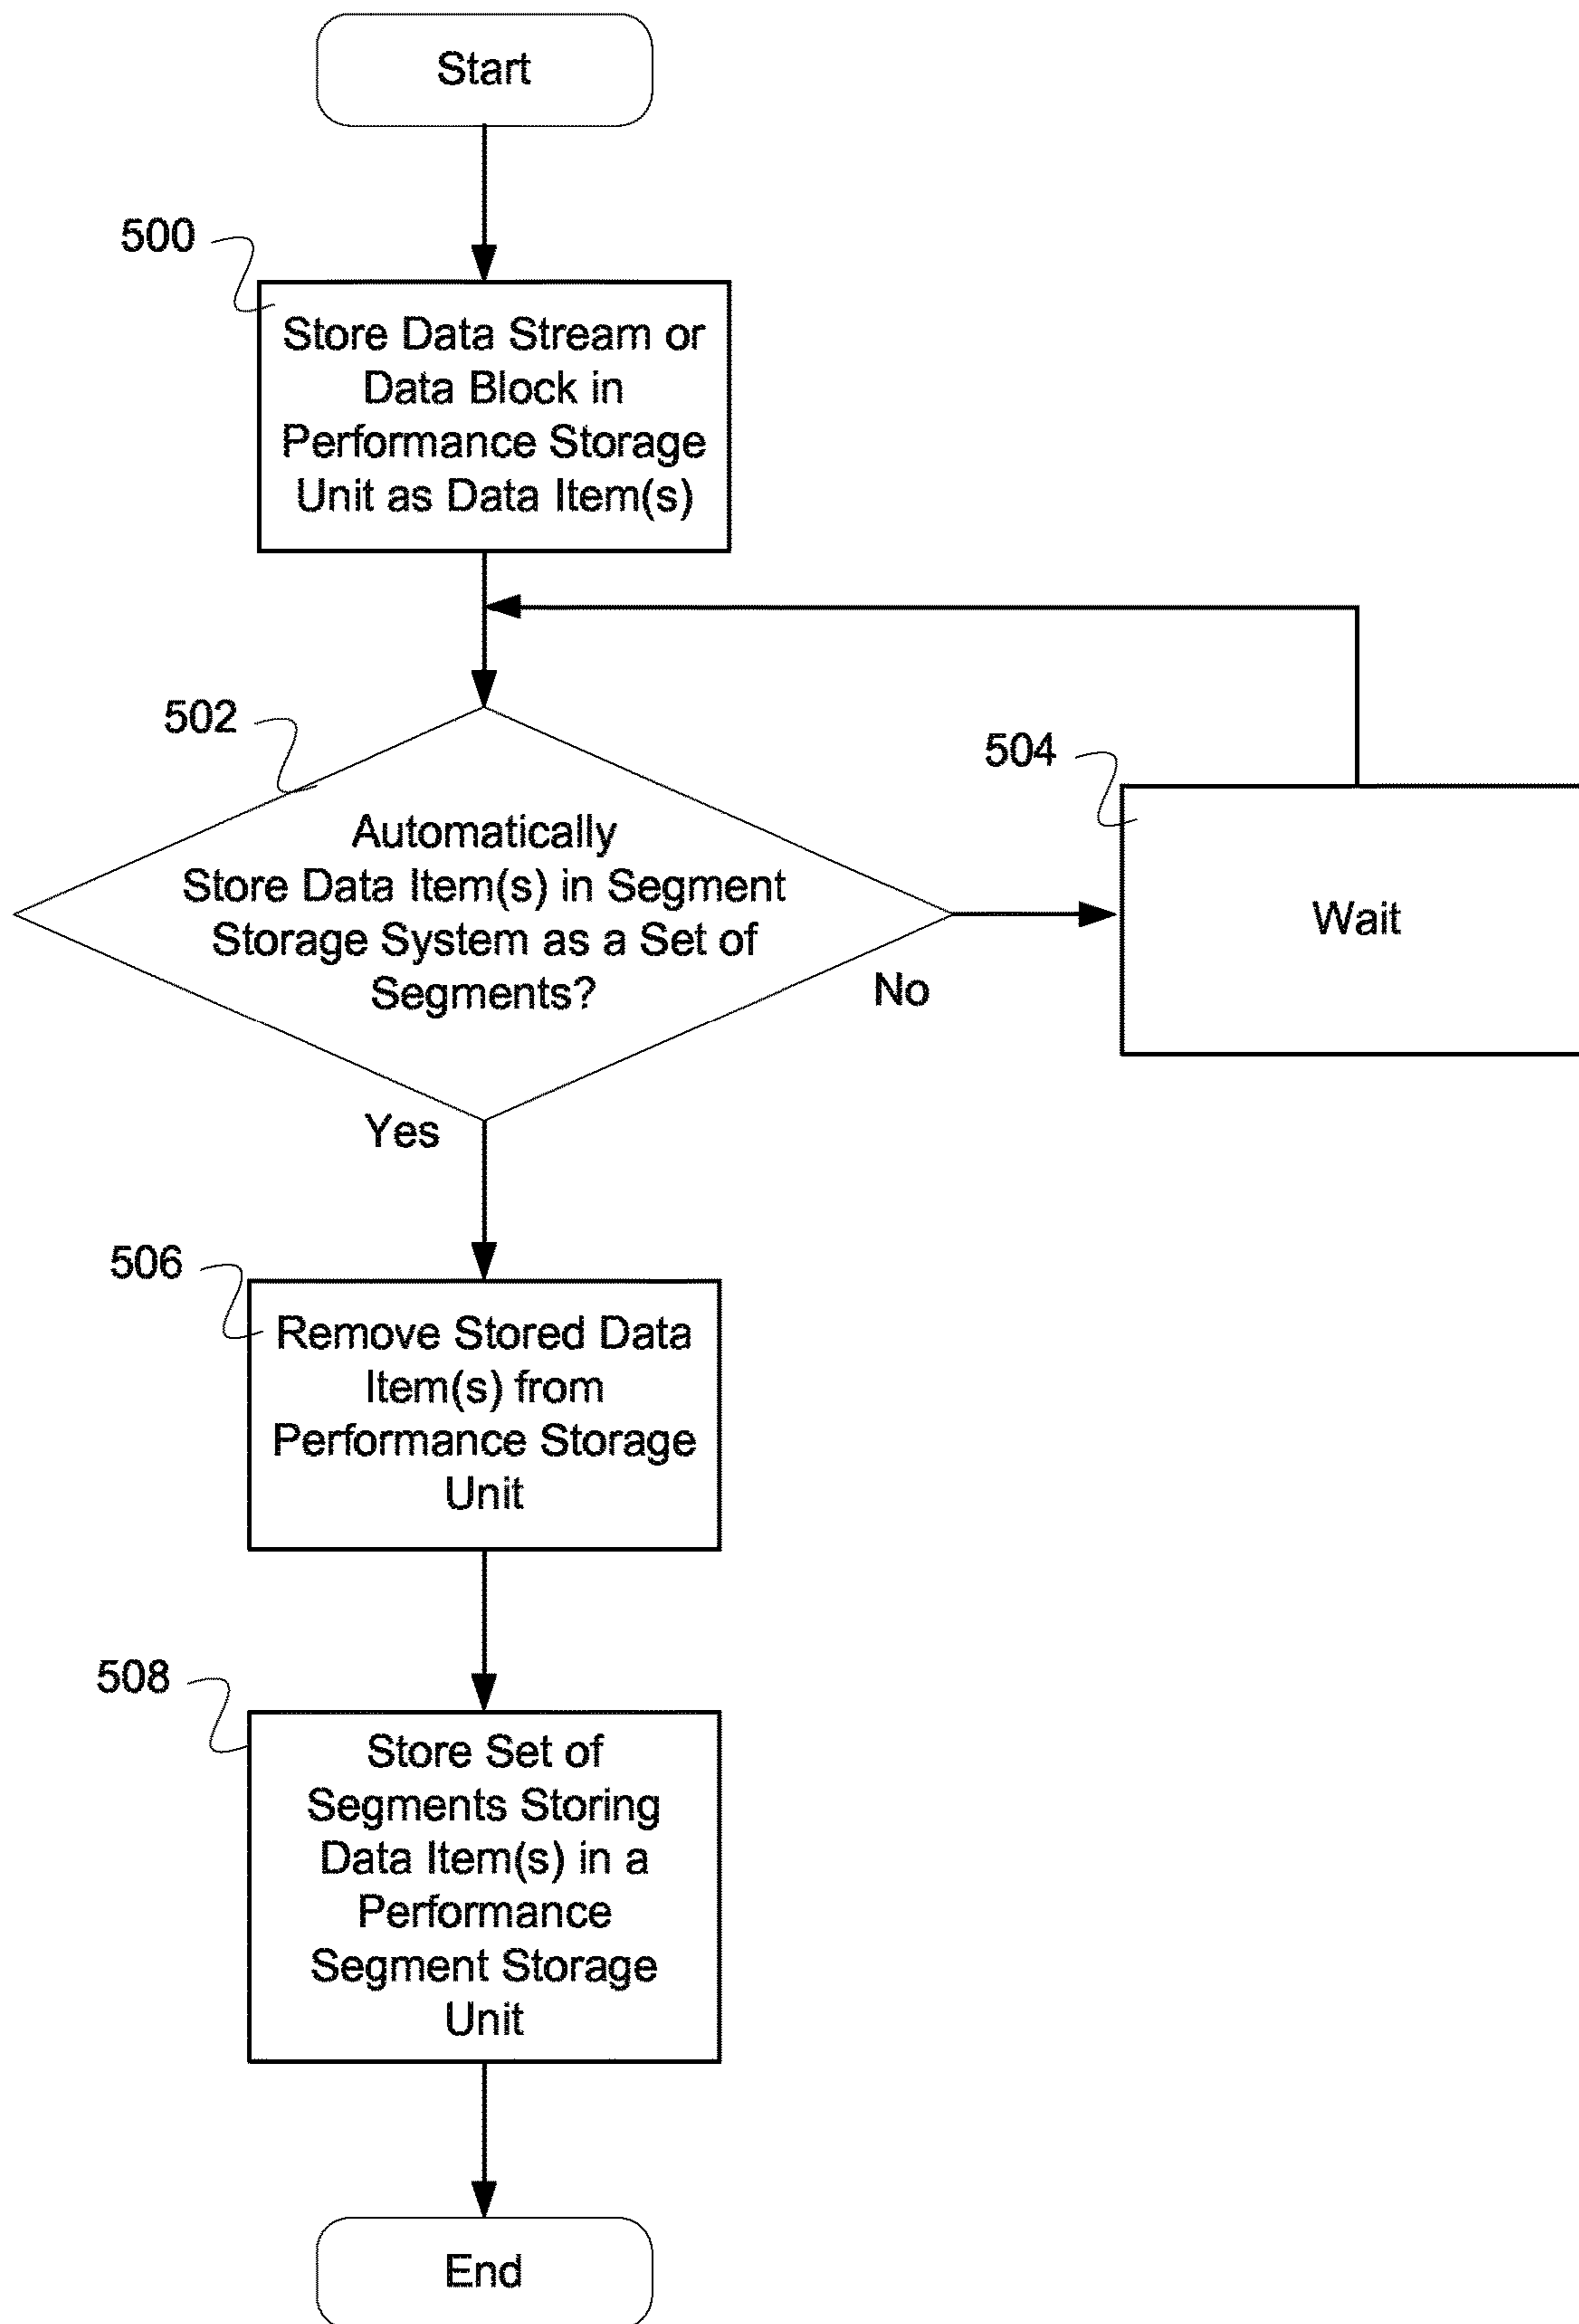 Start
500
Store Data Stream or
Data Block in
Performance Storage
Unit as Data Item(s)
502
Automatically
Store Data Item(s) in Segment
Storage System as a Set of
Segments?
No
504
Wait
Yes
506
Remove Stored Data
Item(s) from
Performance Storage
Unit
508
Store Set of
Segments Storing
Data Item(s) in a
Performance
Segment Storage
Unit
End